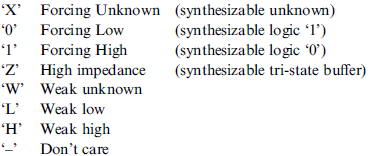 ‘X’ Forcing Unknown (synthesizable unknown)
‘0’ Forcing Low (synthesizable logic ‘1’)
‘1’ Forcing High (synthesizable logic ‘0’)
‘Z’ High impedance (synthesizable tri-state buffer)
‘W’ Weak unknown
‘L’ Weak low
‘H’ Weak high
‘–’ Don’t care